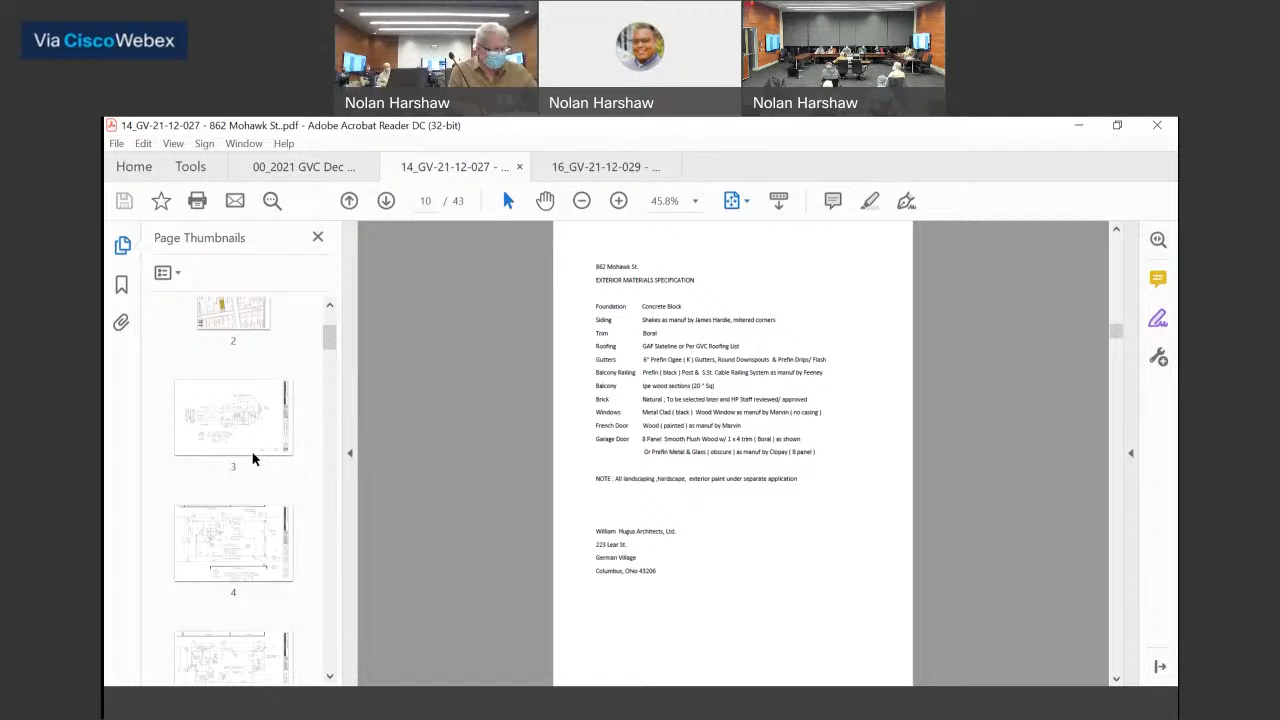 Via CiscoWebex
Nolan Harshaw
Nolan Harshaw
Nolan Harshaw
14_GV-21-12-027 - 862 Mohawk St..pdf - Adobe Acrobat Reader DC (32-bit)
File Edit View Sign Window Help
Home Tools 00_2021 GVC Dec ... 14_GV-21-12-027 - ... × 16_GV-21-12-029 - ...
10 / 43 45.8%
Page Thumbnails
2
3
4
862 Mohawk St.
EXTERIOR MATERIALS SPECIFICATION
Foundation Concrete Block
Siding Shakes as manuf by James Hardie, mitered corners
Trim Boral
Roofing GAF Slateline or Per GVC Roofing List
Gutters 6" Prefin Ogee ( K ) Gutters, Round Downspouts & Prefin Drips/ Flash
Balcony Railing Prefin ( black ) Post & S.St. Cable Railing System as manuf by Feeney
Balcony Ipe wood sections (20 " Sq)
Brick Natural ; To be selected later and HP Staff reviewed/ approved
Windows Metal Clad ( black ) Wood Window as manuf by Marvin ( no casing )
French Door Wood ( painted ) as manuf by Marvin
Garage Door 8 Panel Smooth Flush Wood w/ 1 x 4 trim ( Boral ) as shown
Or Prefin Metal & Glass ( obscure ) as manuf by Clopay ( 8 panel )
NOTE : All landscaping ,hardscape, exterior paint under separate application
William Hugus Architects, Ltd.
223 Lear St.
German Village
Columbus, Ohio 43206